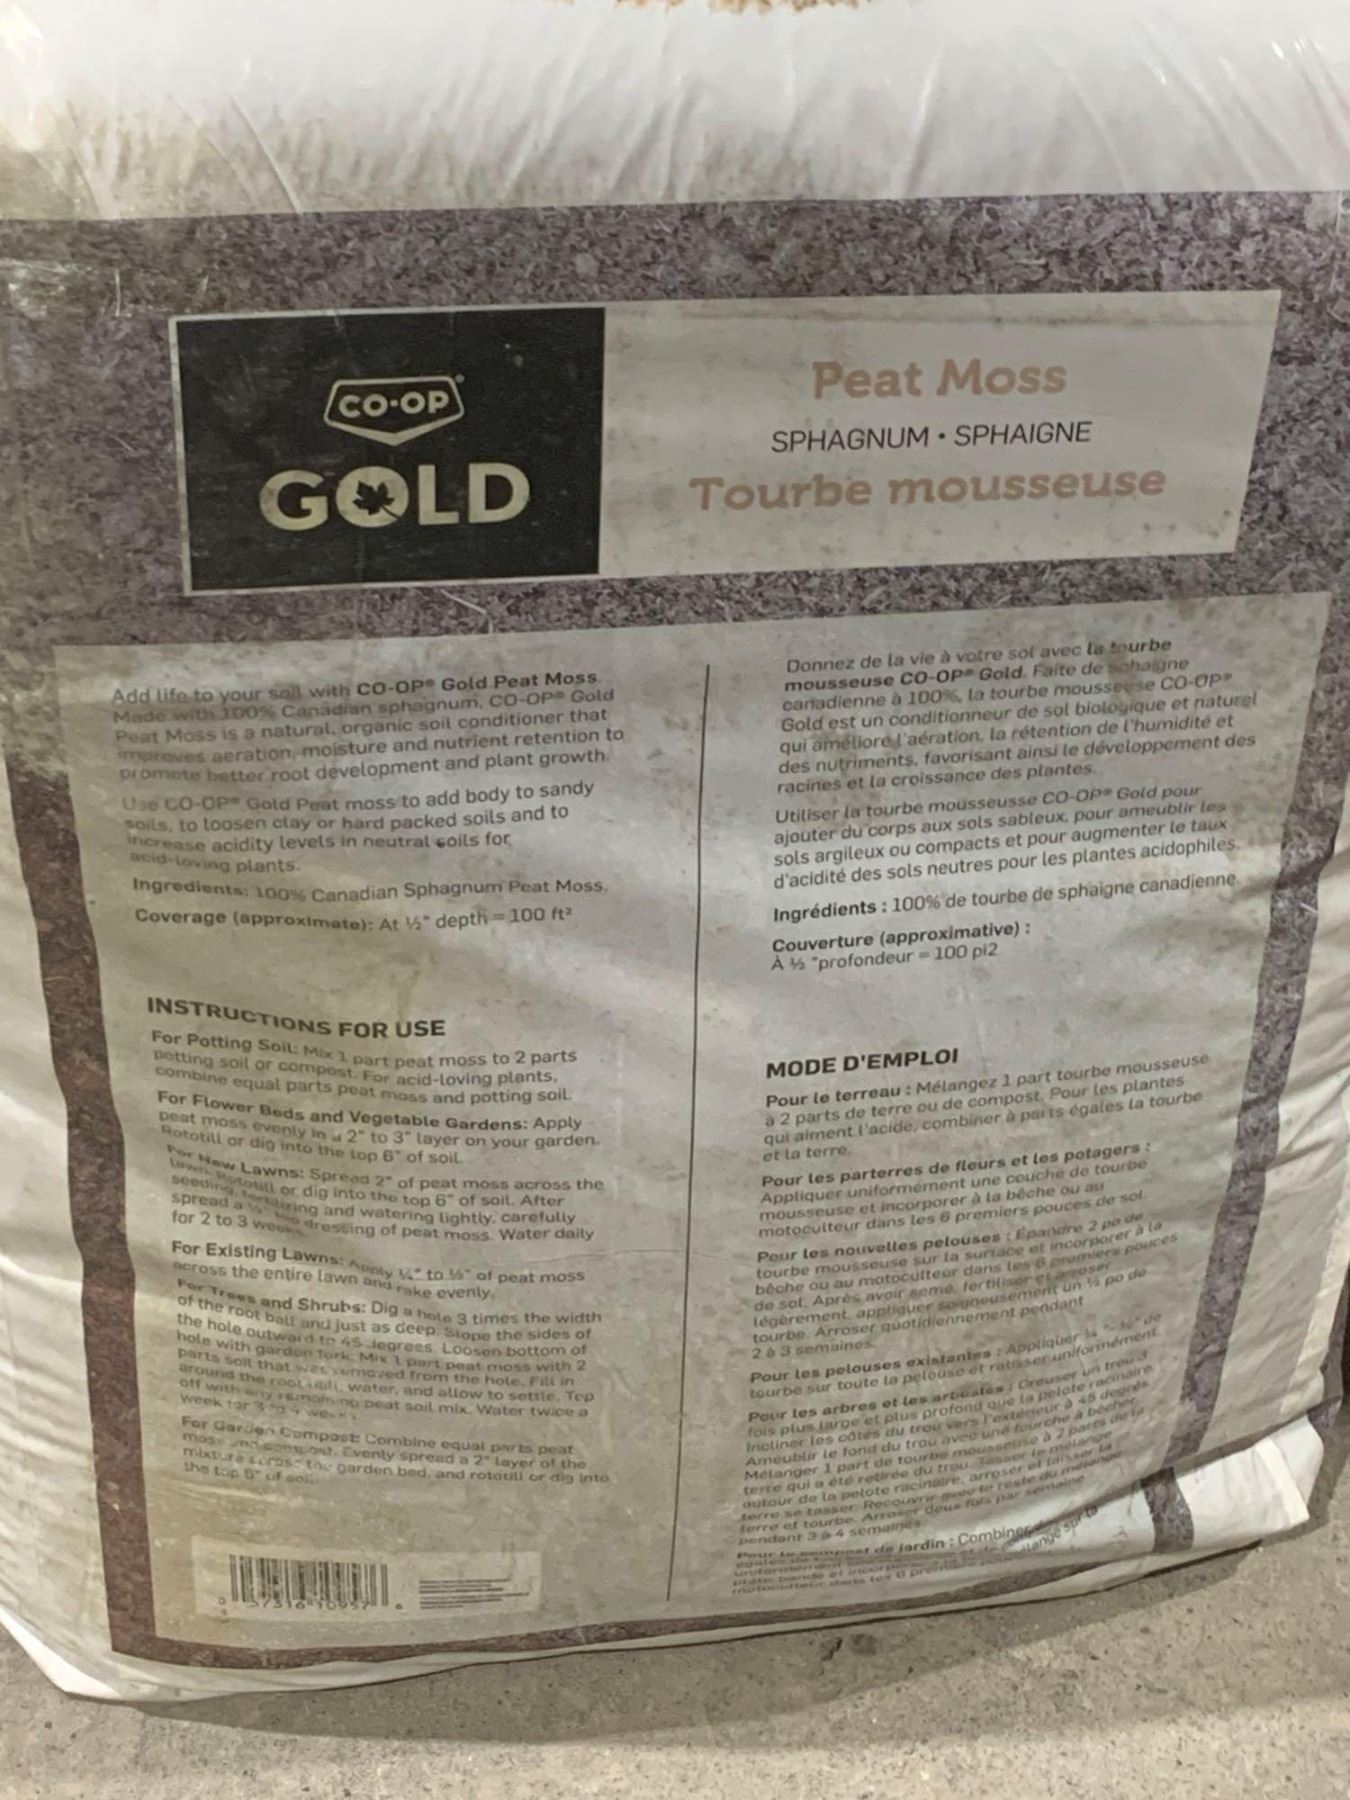 CO-OP®
GOLD
Peat Moss
SPHAGNUM • SPHAIGNE
Tourbe mousseuse
Add life to your soil with CO-OP® Gold Peat Moss.
Made with 100% Canadian sphagnum, CO-OP® Gold
Peat Moss is a natural, organic soil conditioner that
improves aeration, moisture and nutrient retention to
promote better root development and plant growth.
Use CO-OP® Gold Peat moss to add body to sandy
soils, to loosen clay or hard packed soils and to
increase acidity levels in neutral soils for
acid-loving plants.
Ingredients: 100% Canadian Sphagnum Peat Moss.
Coverage (approximate): At ½" depth = 100 ft²
INSTRUCTIONS FOR USE
For Potting Soil: Mix 1 part peat moss to 2 parts
potting soil or compost. For acid-loving plants,
combine equal parts peat moss and potting soil.
For Flower Beds and Vegetable Gardens: Apply
peat moss evenly in a 2" to 3" layer on your garden.
Rototill or dig into the top 6" of soil.
For New Lawns: Spread 2" of peat moss across the
lawn. Rototill or dig into the top 6" of soil. After
seeding, fertilizing and watering lightly, carefully
spread a top dressing of peat moss. Water daily
for 2 to 3 weeks.
For Existing Lawns: Apply ¼" to ½" of peat moss
across the entire lawn and rake evenly.
For Trees and Shrubs: Dig a hole 3 times the width
of the root ball and just as deep. Slope the sides of
the hole outward to 45 degrees. Loosen bottom of
hole with garden fork. Mix 1 part peat moss with 2
parts soil that was removed from the hole. Fill in
around the root ball, water, and allow to settle. Top
off with any remaining peat soil mix. Water twice a
week for 3 to 4 weeks.
For Garden Compost: Combine equal parts peat
moss and compost. Evenly spread a 2" layer of the
mixture across the garden bed, and rototill or dig into
the top 6" of soil.
Donnez de la vie à votre sol avec la tourbe
mousseuse CO-OP® Gold. Faite de sphaigne
canadienne à 100%, la tourbe mousseuse CO-OP®
Gold est un conditionneur de sol biologique et naturel
qui améliore l'aération, la rétention de l'humidité et
des nutriments, favorisant ainsi le développement des
racines et la croissance des plantes.
Utiliser la tourbe mousseusse CO-OP® Gold pour
ajouter du corps aux sols sableux, pour ameublir les
sols argileux ou compacts et pour augmenter le taux
d'acidité des sols neutres pour les plantes acidophiles.
Ingrédients : 100% de tourbe de sphaigne canadienne.
Couverture (approximative) :
À ½ "profondeur = 100 pi2
MODE D'EMPLOI
Pour le terreau : Mélangez 1 part tourbe mousseuse
à 2 parts de terre ou de compost. Pour les plantes
qui aiment l'acide, combiner à parts égales la tourbe
et la terre.
Pour les parterres de fleurs et les potagers :
Appliquer uniformément une couche de tourbe
mousseuse et incorporer à la bêche ou au
motoculteur dans les 6 premiers pouces de sol.
Pour les nouvelles pelouses : Épandre 2 po de
tourbe mousseuse sur la surface et incorporer à la
bêche ou au motoculteur dans les 6 premiers pouces
de sol. Après avoir semé, fertiliser et arroser
légèrement, appliquer soigneusement un ½ po de
tourbe. Arroser quotidiennement pendant
2 à 3 semaines.
Pour les pelouses existantes : Appliquer ¼ "- ½" de
tourbe sur toute la pelouse et ratisser uniformément.
Pour les arbres et les arbustes : Creuser un trou 3
fois plus large et plus profond que la pelote racinaire.
Incliner les côtés du trou vers l'extérieur à 45 degrés.
Ameublir le fond du trou avec une fourche à bêcher.
Mélanger 1 part de tourbe mousseuse à 2 parts de la
terre qui a été retirée du trou. Tasser le mélange
autour de la pelote racinaire, arroser et laisser la
terre se tasser. Recouvrir avec le reste du mélange
terre et tourbe. Arroser deux fois par semaine
pendant 3 à 4 semaines.
Pour le compost de jardin : Combiner
mélange sur la
motoculteur dans les 6